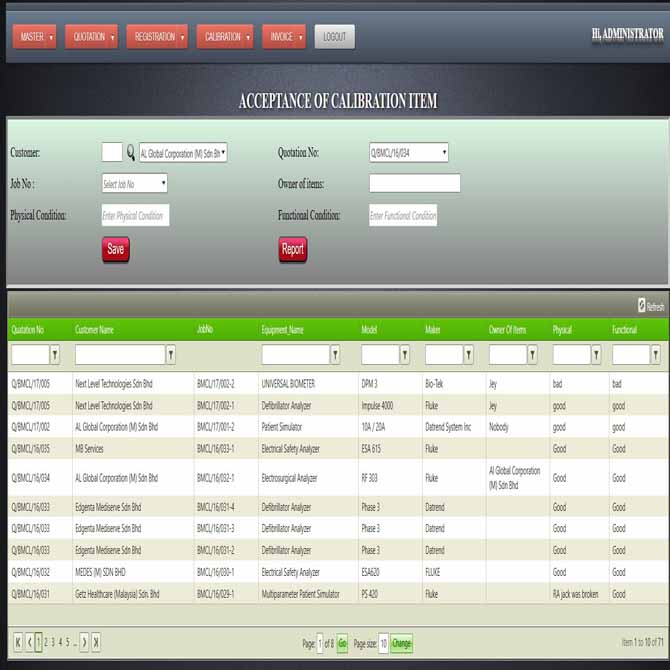 MASTER QUOTATION REGISTRATION CALIBRATION INVOICE LOGOUT Hi, ADMINISTRATOR
ACCEPTANCE OF CALIBRATION ITEM
Customer: AL Global Corporation (M) Sdn Bh Quotation No: Q/BMCL/16/034
Job No : Select Job No Owner of items:
Physical Condition: Enter Physical Condition Functional Condition: Enter Functional Condition
Save Report
Refresh
Quatation No Customer Name JobNo Equipment_Name Model Maker Owner Of Items Physical Functional
Q/BMCL/17/005 Next Level Technologies Sdn Bhd BMCL/17/002-2 UNIVERSAL BIOMETER DPM 3 Bio-Tek Jey bad bad
Q/BMCL/17/005 Next Level Technologies Sdn Bhd BMCL/17/002-1 Defibrillator Analyzer Impulse 4000 Fluke Jey good good
Q/BMCL/17/002 AL Global Corporation (M) Sdn Bhd BMCL/17/001-2 Patient Simulator 10A / 20A Datrend System Inc Nobody good good
Q/BMCL/16/035 MB Services BMCL/16/033-1 Electrical Safety Analyzer ESA 615 Fluke Good Good
Q/BMCL/16/034 AL Global Corporation (M) Sdn Bhd BMCL/16/032-1 Electrosurgical Analyzer RF 303 Fluke Al Global Corporation (M) Sdn Bhd Good Good
Q/BMCL/16/033 Edgenta Mediserve Sdn Bhd BMCL/16/031-4 Defibrillator Analyzer Phase 3 Datrend Good Good
Q/BMCL/16/033 Edgenta Mediserve Sdn Bhd BMCL/16/031-3 Defibrillator Analyzer Phase 3 Datrend Good Good
Q/BMCL/16/033 Edgenta Mediserve Sdn Bhd BMCL/16/031-2 Defibrillator Analyzer Phase 3 Datrend Good Good
Q/BMCL/16/032 MEDES (M) SDN BHD BMCL/16/030-1 Electrical Safety Analyzer ESA620 FLUKE Good Good
Q/BMCL/16/031 Getz Healthcare (Malaysia) Sdn. Bhd BMCL/16/029-1 Multiparameter Patient Simulator PS 420 Fluke RA jack was broken Good
1 2 3 4 5 ... Page: 1 of 8 Go Page size: 10 Change Item 1 to 10 of 71